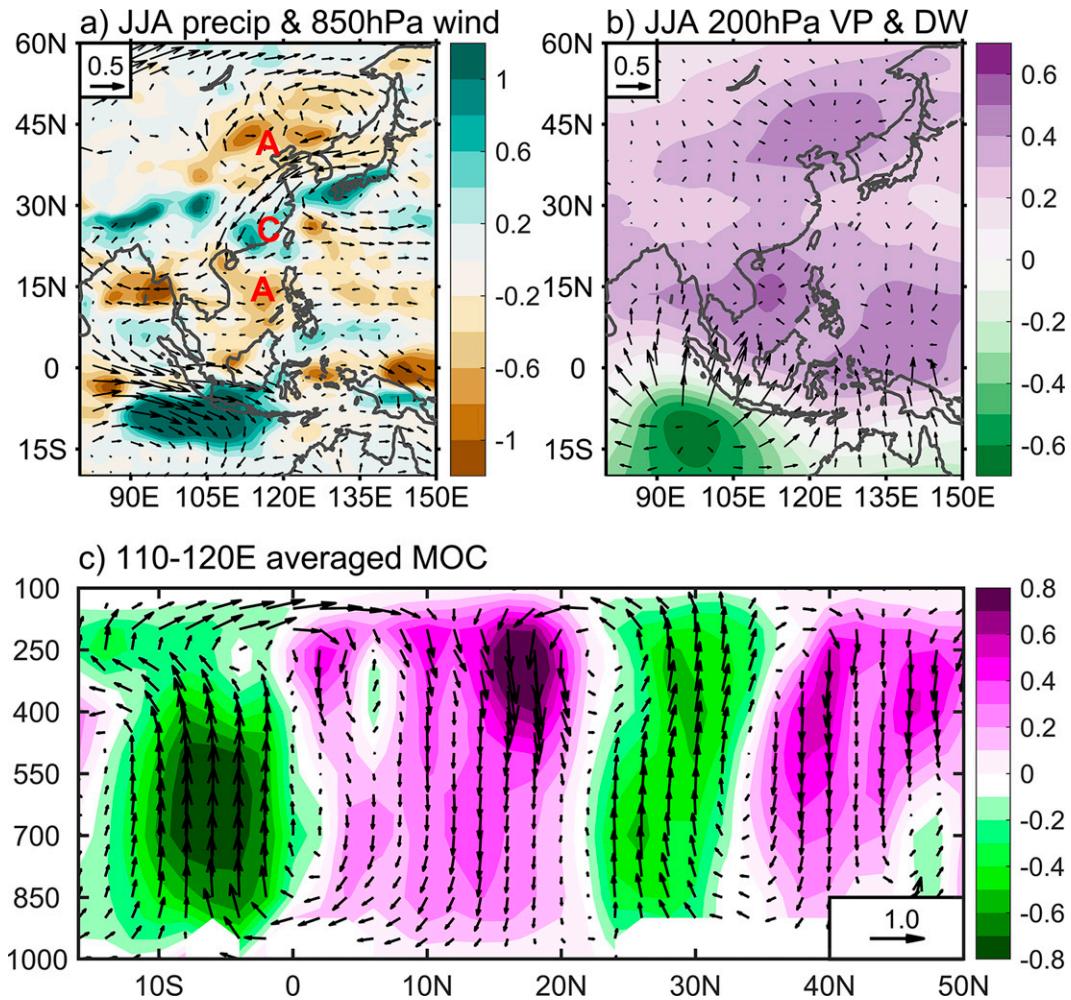 a) JJA precip & 850hPa wind
0.5
60N
45N
30N
15N
0
15S
90E 105E 120E 135E 150E
A
C
A
1
0.6
0.2
-0.2
-0.6
-1
b) JJA 200hPa VP & DW
0.5
60N
45N
30N
15N
0
15S
90E 105E 120E 135E 150E
0.6
0.4
0.2
0
-0.2
-0.4
-0.6
c) 110-120E averaged MOC
100
250
400
550
700
850
1000
10S 0 10N 20N 30N 40N 50N
1.0
0.8
0.6
0.4
0.2
0
-0.2
-0.4
-0.6
-0.8